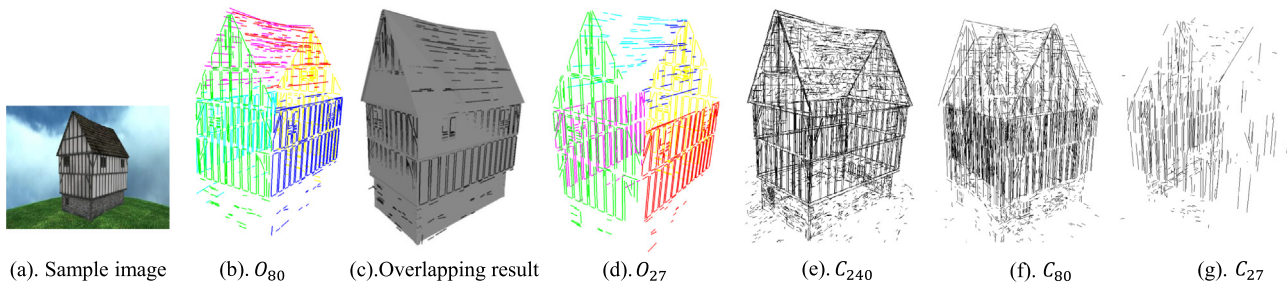 (a). Sample image
(b). O₈₀
(c).Overlapping result
(d). O₂₇
(e). C₂₄₀
(f). C₈₀
(g). C₂₇